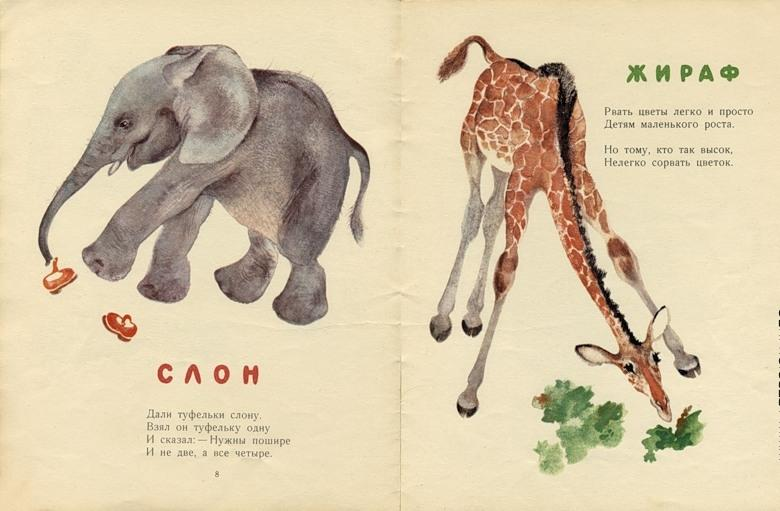 СЛОН
Дали туфельки слону.
Взял он туфельку одну
И сказал: — Нужны пошире
И не две, а все четыре.
8
ЖИРАФ
Рвать цветы легко и просто
Детям маленького роста.
Но тому, кто так высок,
Нелегко сорвать цветок.